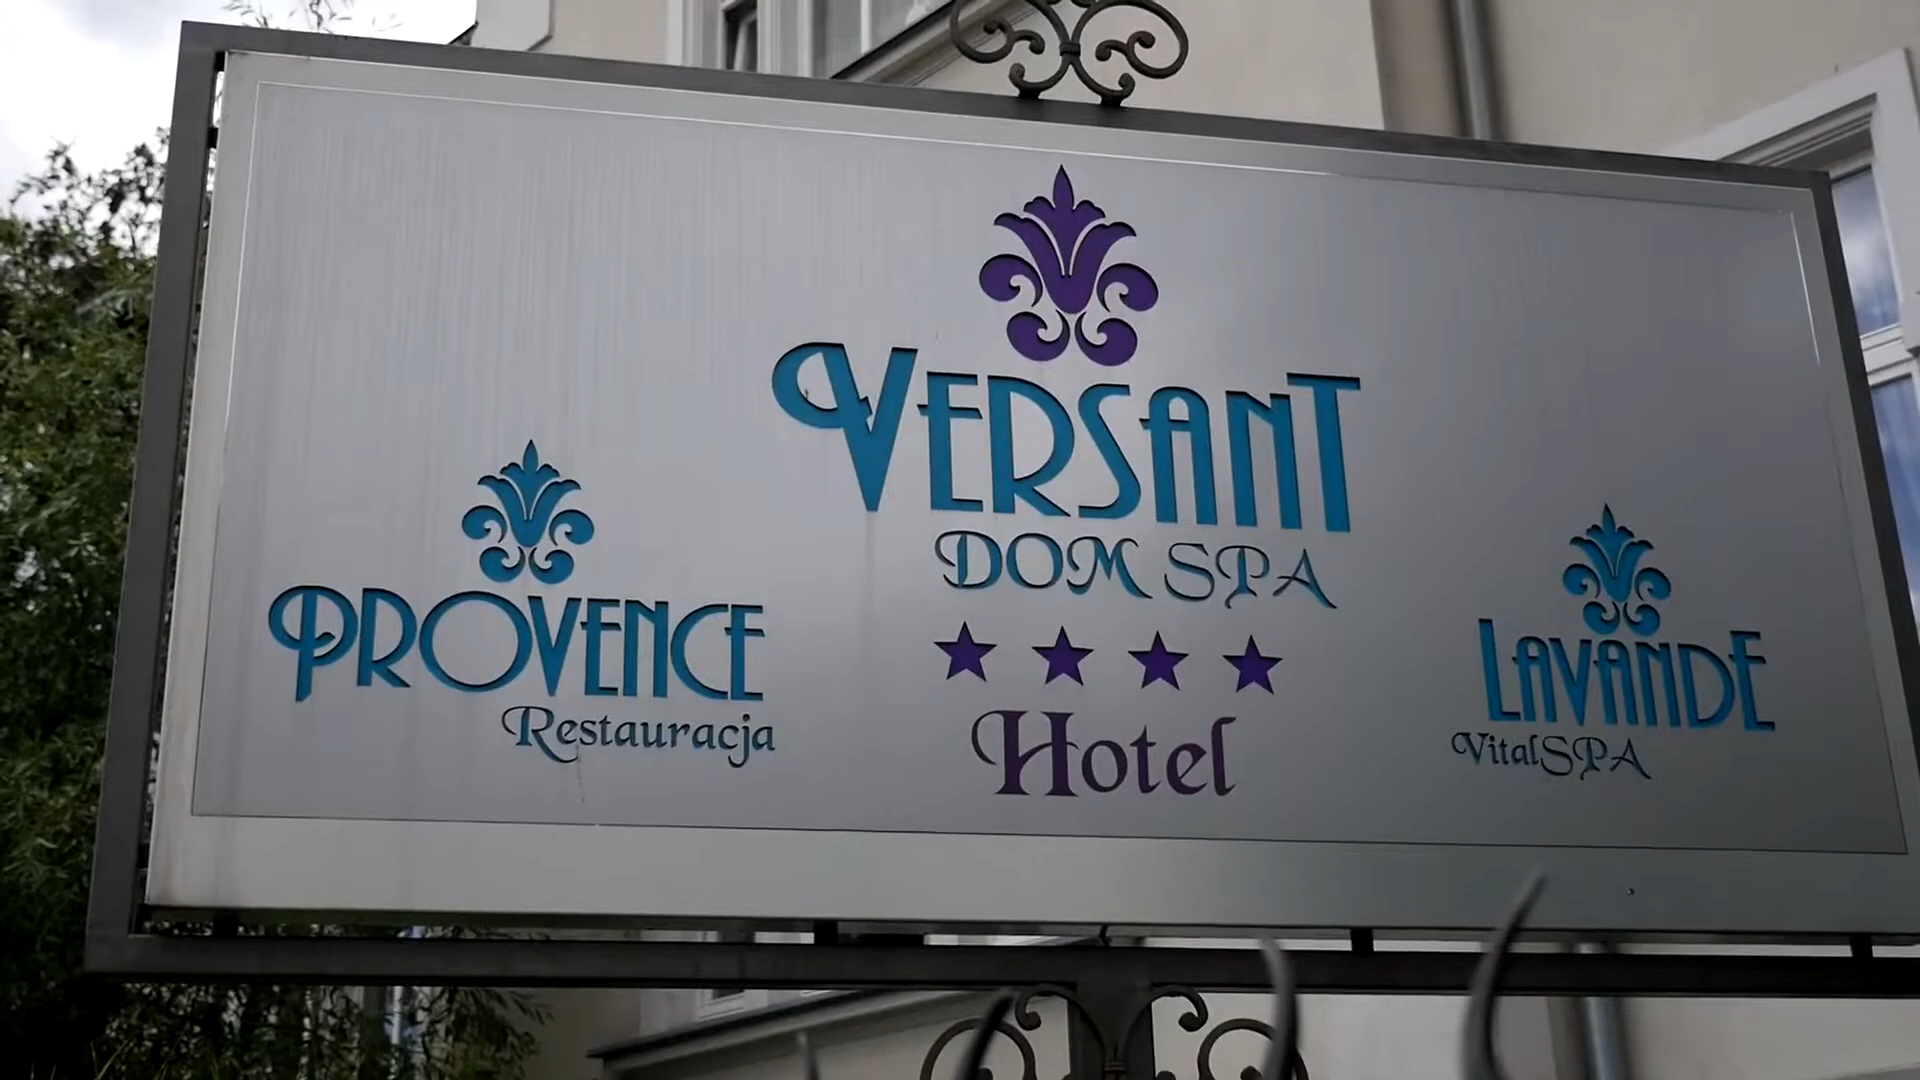 VERSANT
DOM SPA
Hotel
PROVENCE
Restauracja
LAVANDE
VitalSPA